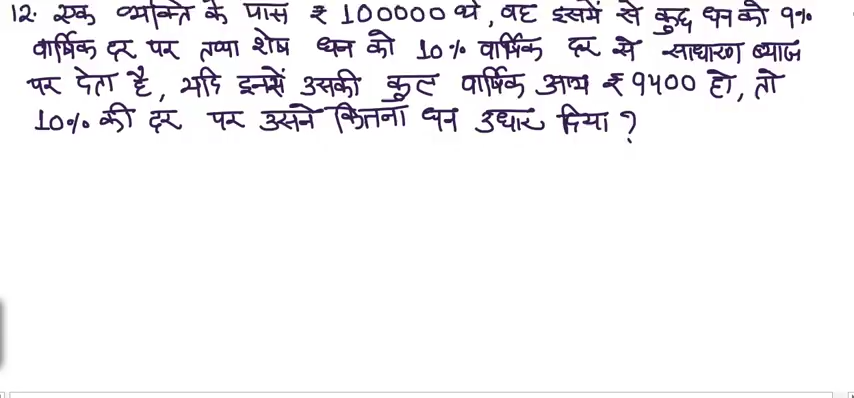 12. एक व्यक्ति के पास ₹ 100000 थे, वह इसमें से कुछ धन को 9%
वार्षिक दर पर तथा शेष धन को 10% वार्षिक दर से साधारण ब्याज
पर देता है, यदि इनसे उसकी कुल वार्षिक आय ₹ 9400 हो, तो
10% की दर पर उसने कितना धन उधार दिया?